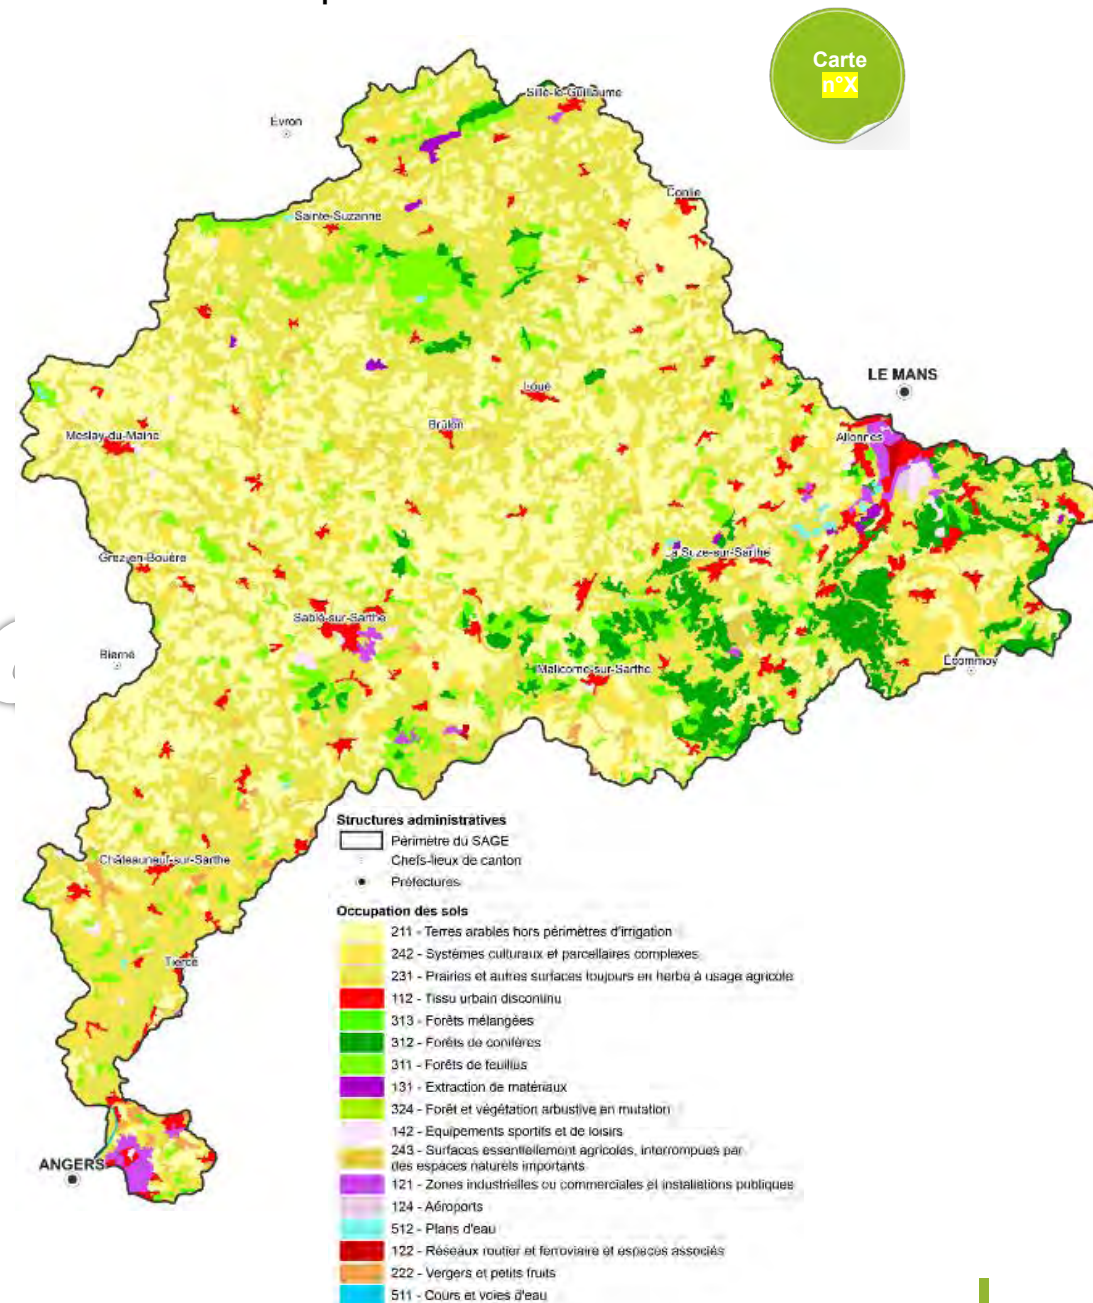 Carte
n°X
Sillé-le-Guillaume
Évron
Conlie
Sainte-Suzanne
LE MANS
Loué
Brûlon
Allonnes
Meslay-du-Maine
La Suze-sur-Sarthe
Grez-en-Bouère
Sablé-sur-Sarthe
Bierné
Malicorne-sur-Sarthe
Écommoy
Châteauneuf-sur-Sarthe
Tiercé
ANGERS
Structures administratives
Périmètre du SAGE
Chefs-lieux de canton
Préfectures
Occupation des sols
211 - Terres arables hors périmètres d'irrigation
242 - Systèmes culturaux et parcellaires complexes
231 - Prairies et autres surfaces toujours en herbe à usage agricole
112 - Tissu urbain discontinu
313 - Forêts mélangées
312 - Forêts de conifères
311 - Forêts de feuillus
131 - Extraction de matériaux
324 - Forêt et végétation arbustive en mutation
142 - Equipements sportifs et de loisirs
243 - Surfaces essentiellement agricoles, interrompues par
des espaces naturels importants
121 - Zones industrielles ou commerciales et installations publiques
124 - Aéroports
512 - Plans d'eau
122 - Réseaux routier et ferroviaire et espaces associés
222 - Vergers et petits fruits
511 - Cours et voies d'eau